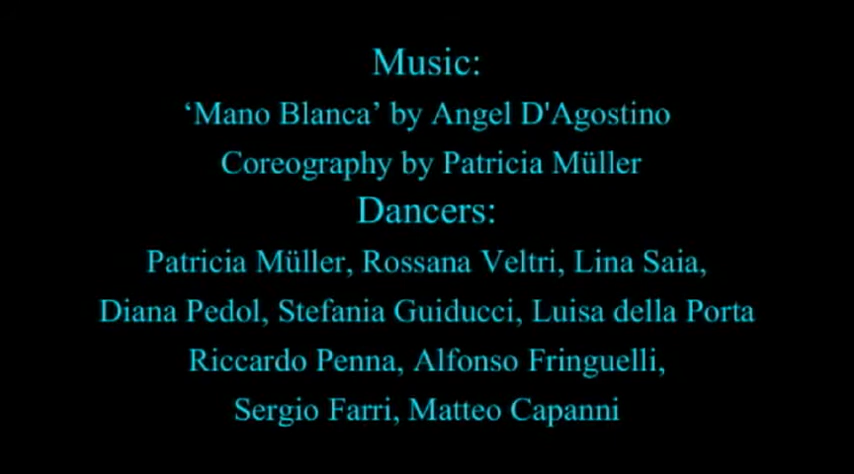 Music:
‘Mano Blanca’ by Angel D'Agostino
Coreography by Patricia Müller
Dancers:
Patricia Müller, Rossana Veltri, Lina Saia,
Diana Pedol, Stefania Guiducci, Luisa della Porta
Riccardo Penna, Alfonso Fringuelli,
Sergio Farri, Matteo Capanni